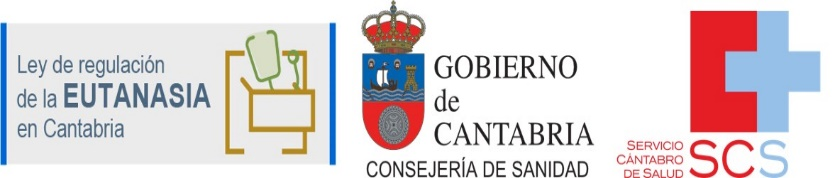 Ley de regulación
de la EUTANASIA
en Cantabria
GOBIERNO
de
CANTABRIA
CONSEJERÍA DE SANIDAD
SERVICIO
CÁNTABRO
DE SALUD
SCS